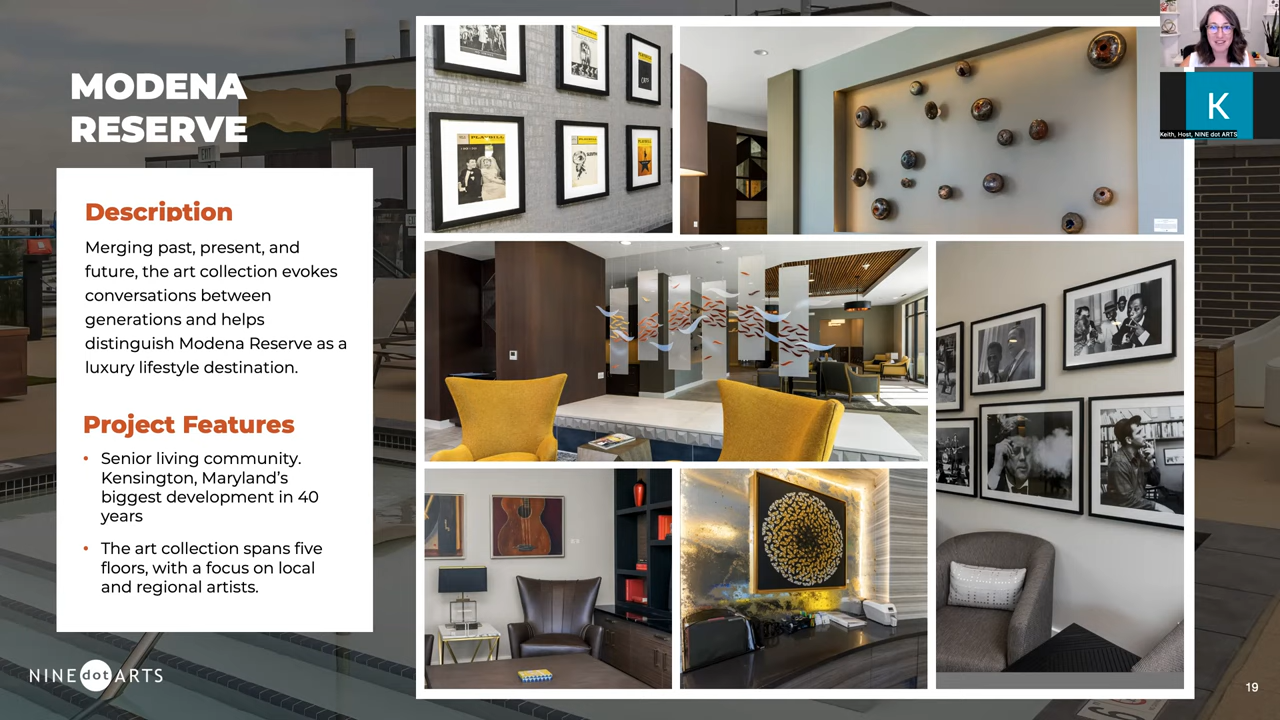 MODENA
RESERVE
Description
Merging past, present, and
future, the art collection evokes
conversations between
generations and helps
distinguish Modena Reserve as a
luxury lifestyle destination.
Project Features
• Senior living community.
Kensington, Maryland's
biggest development in 40
years
• The art collection spans five
floors, with a focus on local
and regional artists.
NINE dot ARTS
PLAYBILL
K
Keith, Host, NINE dot ARTS
19